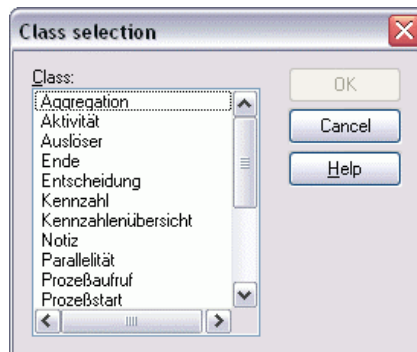 Class selection
Class:
Aggregation
Aktivität
Auslöser
Ende
Entscheidung
Kennzahl
Kennzahlenübersicht
Notiz
Parallelität
Prozeßaufruf
Prozeßstart
OK
Cancel
Help